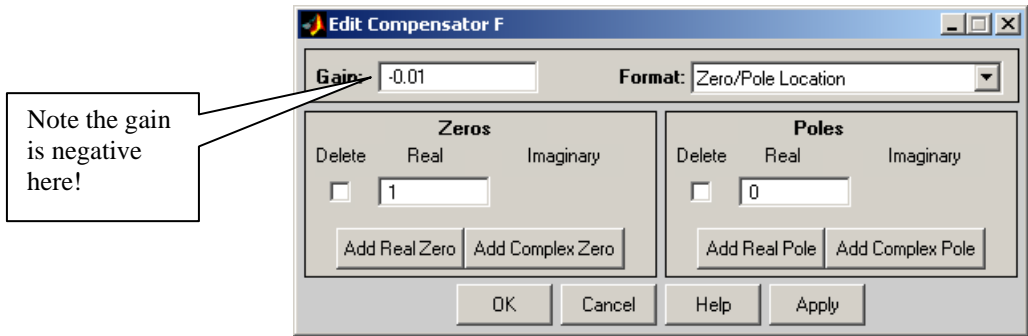 Edit Compensator F
Gain: -0.01 Format: Zero/Pole Location
Note the gain
is negative
here!
Zeros
Delete Real Imaginary
1
Add Real Zero Add Complex Zero
Poles
Delete Real Imaginary
0
Add Real Pole Add Complex Pole
OK Cancel Help Apply